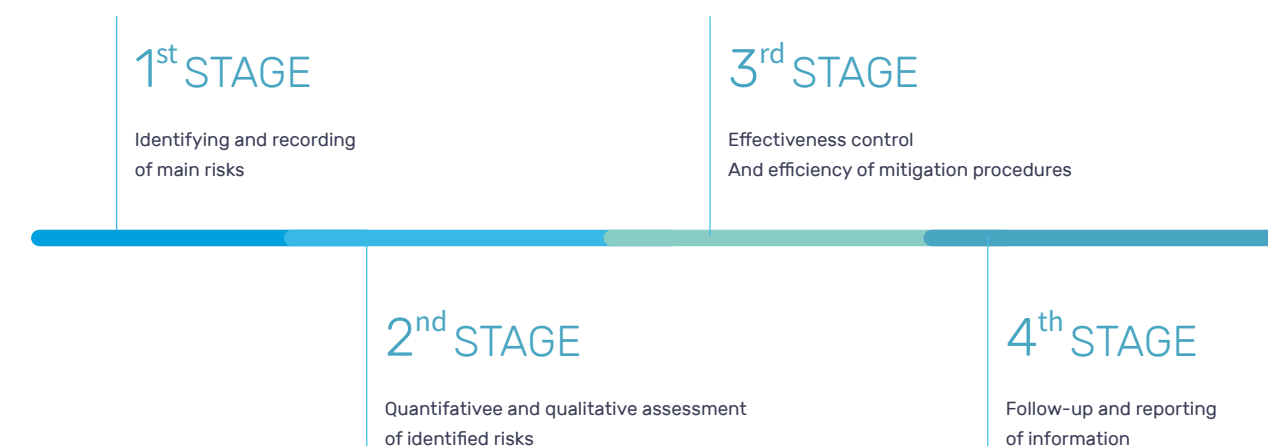 1st STAGE
Identifying and recording
of main risks
3rd STAGE
Effectiveness control
And efficiency of mitigation procedures
2nd STAGE
Quantifativee and qualitative assessment
of identified risks
4th STAGE
Follow-up and reporting
of information